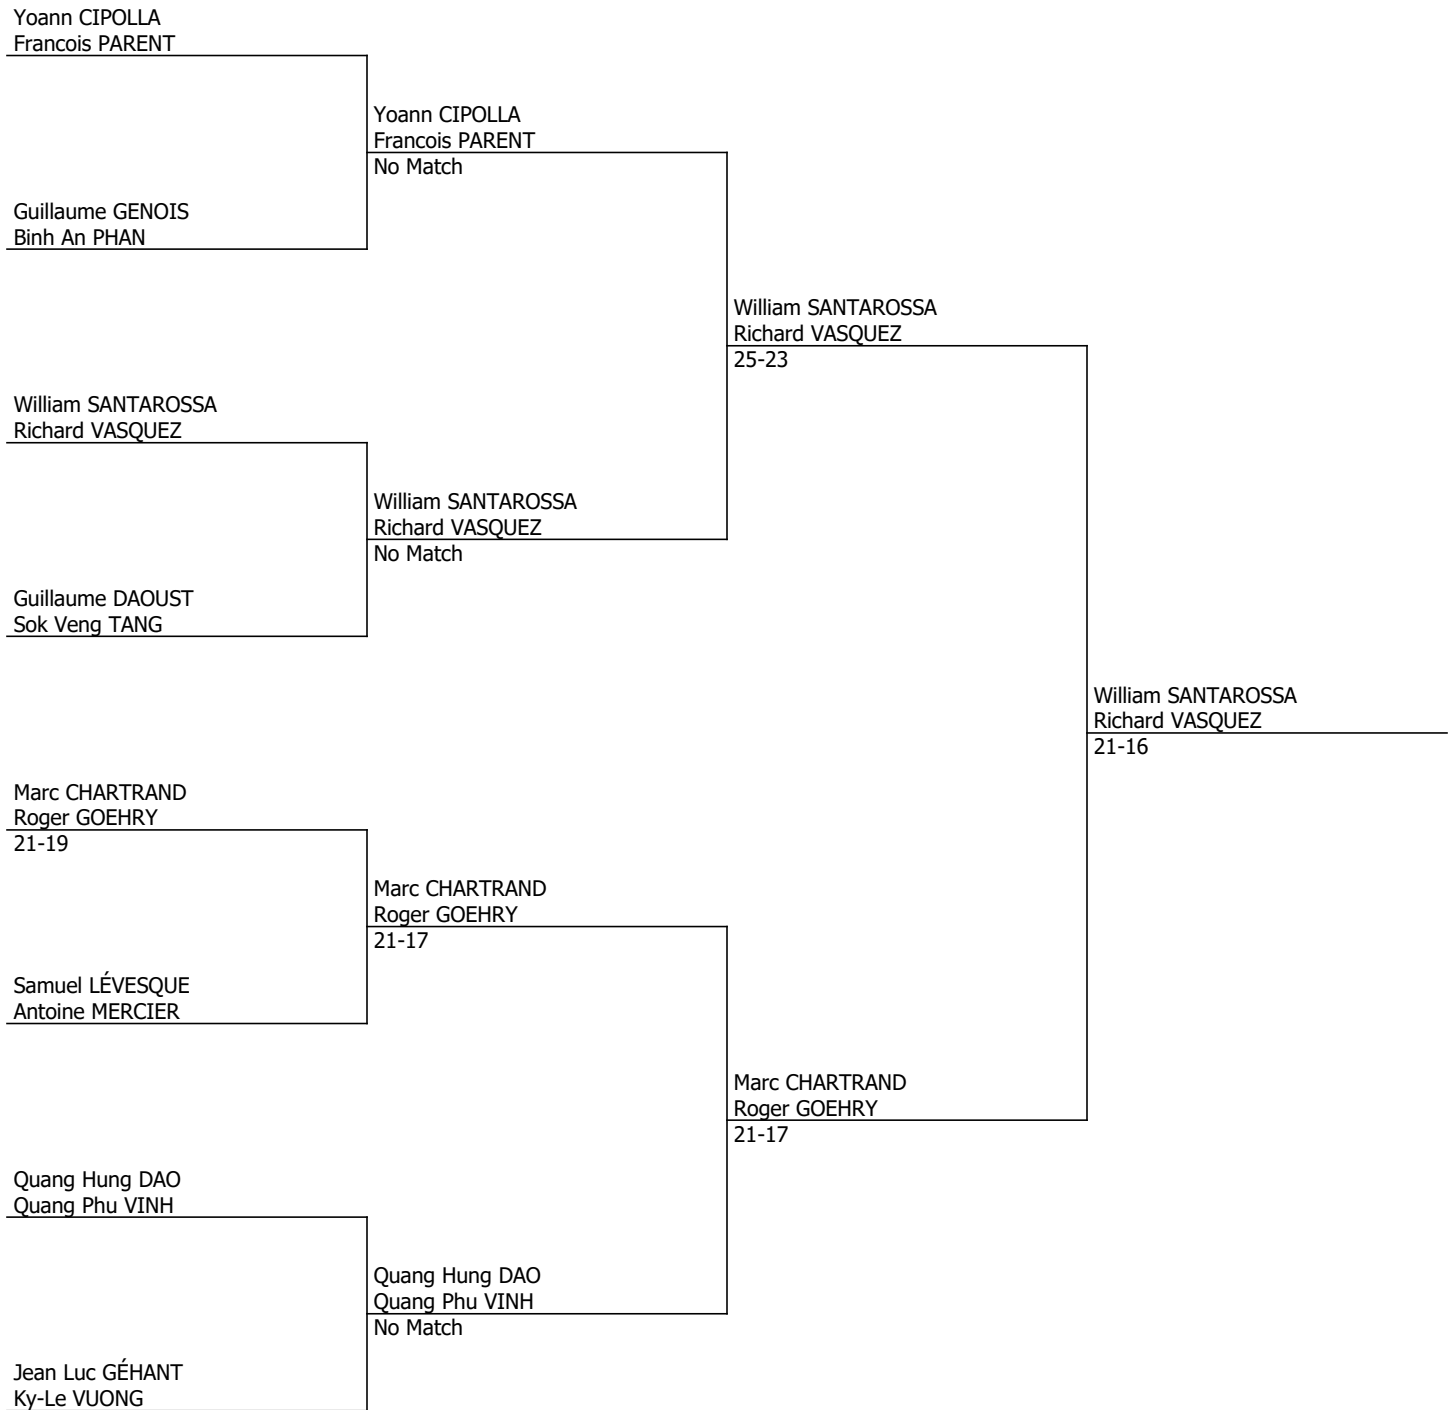 Yoann CIPOLLA
Francois PARENT
Yoann CIPOLLA
Francois PARENT
No Match
Guillaume GENOIS
Binh An PHAN
William SANTAROSSA
Richard VASQUEZ
25-23
William SANTAROSSA
Richard VASQUEZ
William SANTAROSSA
Richard VASQUEZ
No Match
Guillaume DAOUST
Sok Veng TANG
William SANTAROSSA
Richard VASQUEZ
21-16
Marc CHARTRAND
Roger GOEHRY
21-19
Marc CHARTRAND
Roger GOEHRY
21-17
Samuel LÉVESQUE
Antoine MERCIER
Marc CHARTRAND
Roger GOEHRY
21-17
Quang Hung DAO
Quang Phu VINH
Quang Hung DAO
Quang Phu VINH
No Match
Jean Luc GÉHANT
Ky-Le VUONG